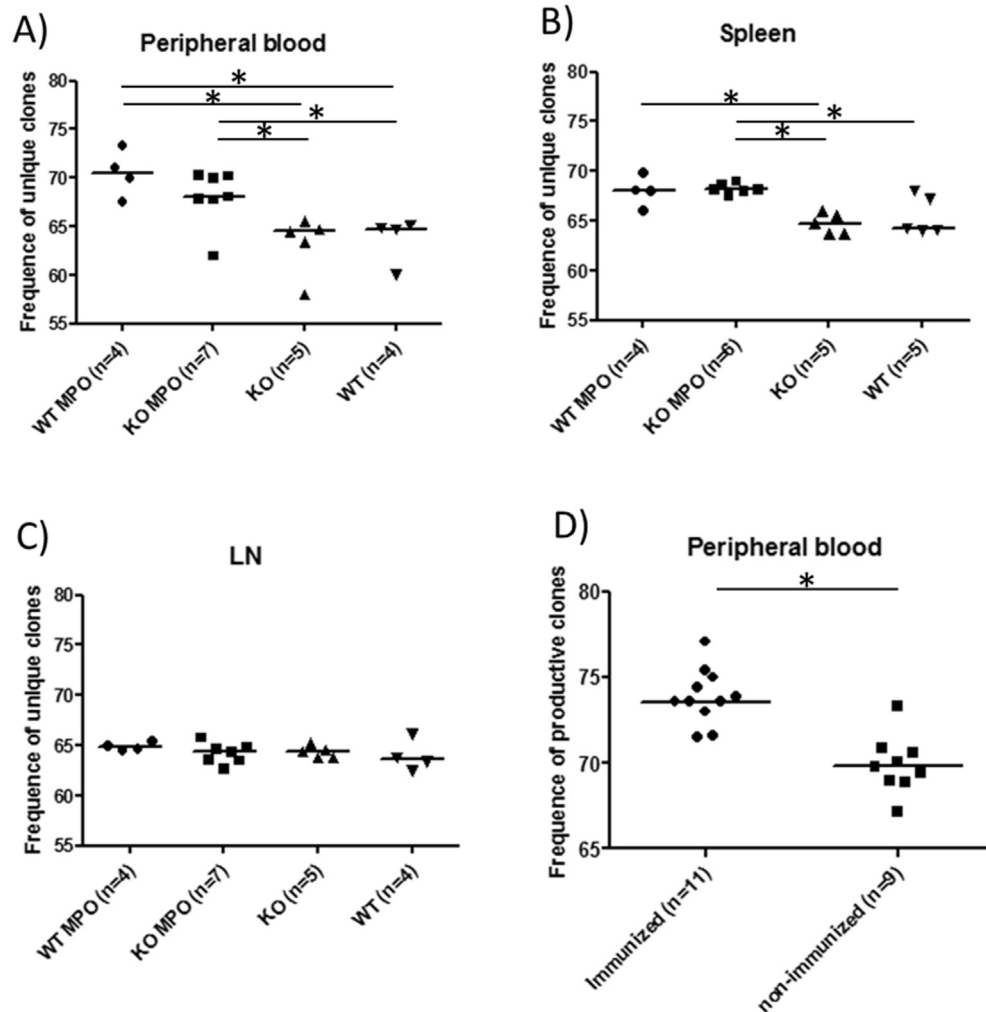 A)
Peripheral blood
Frequence of unique clones
80
75
70
65
60
55
*
*
*
*
WT MPO (n=4)
KO MPO (n=7)
KO (n=5)
WT (n=4)
B)
Spleen
Frequence of unique clones
80
75
70
65
60
55
*
*
*
WT MPO (n=4)
KO MPO (n=6)
KO (n=5)
WT (n=5)
C)
LN
Frequence of unique clones
80
75
70
65
60
55
WT MPO (n=4)
KO MPO (n=7)
KO (n=5)
WT (n=4)
D)
Peripheral blood
Frequence of productive clones
80
75
70
65
*
Immunized (n=11)
non-immunized (n=9)